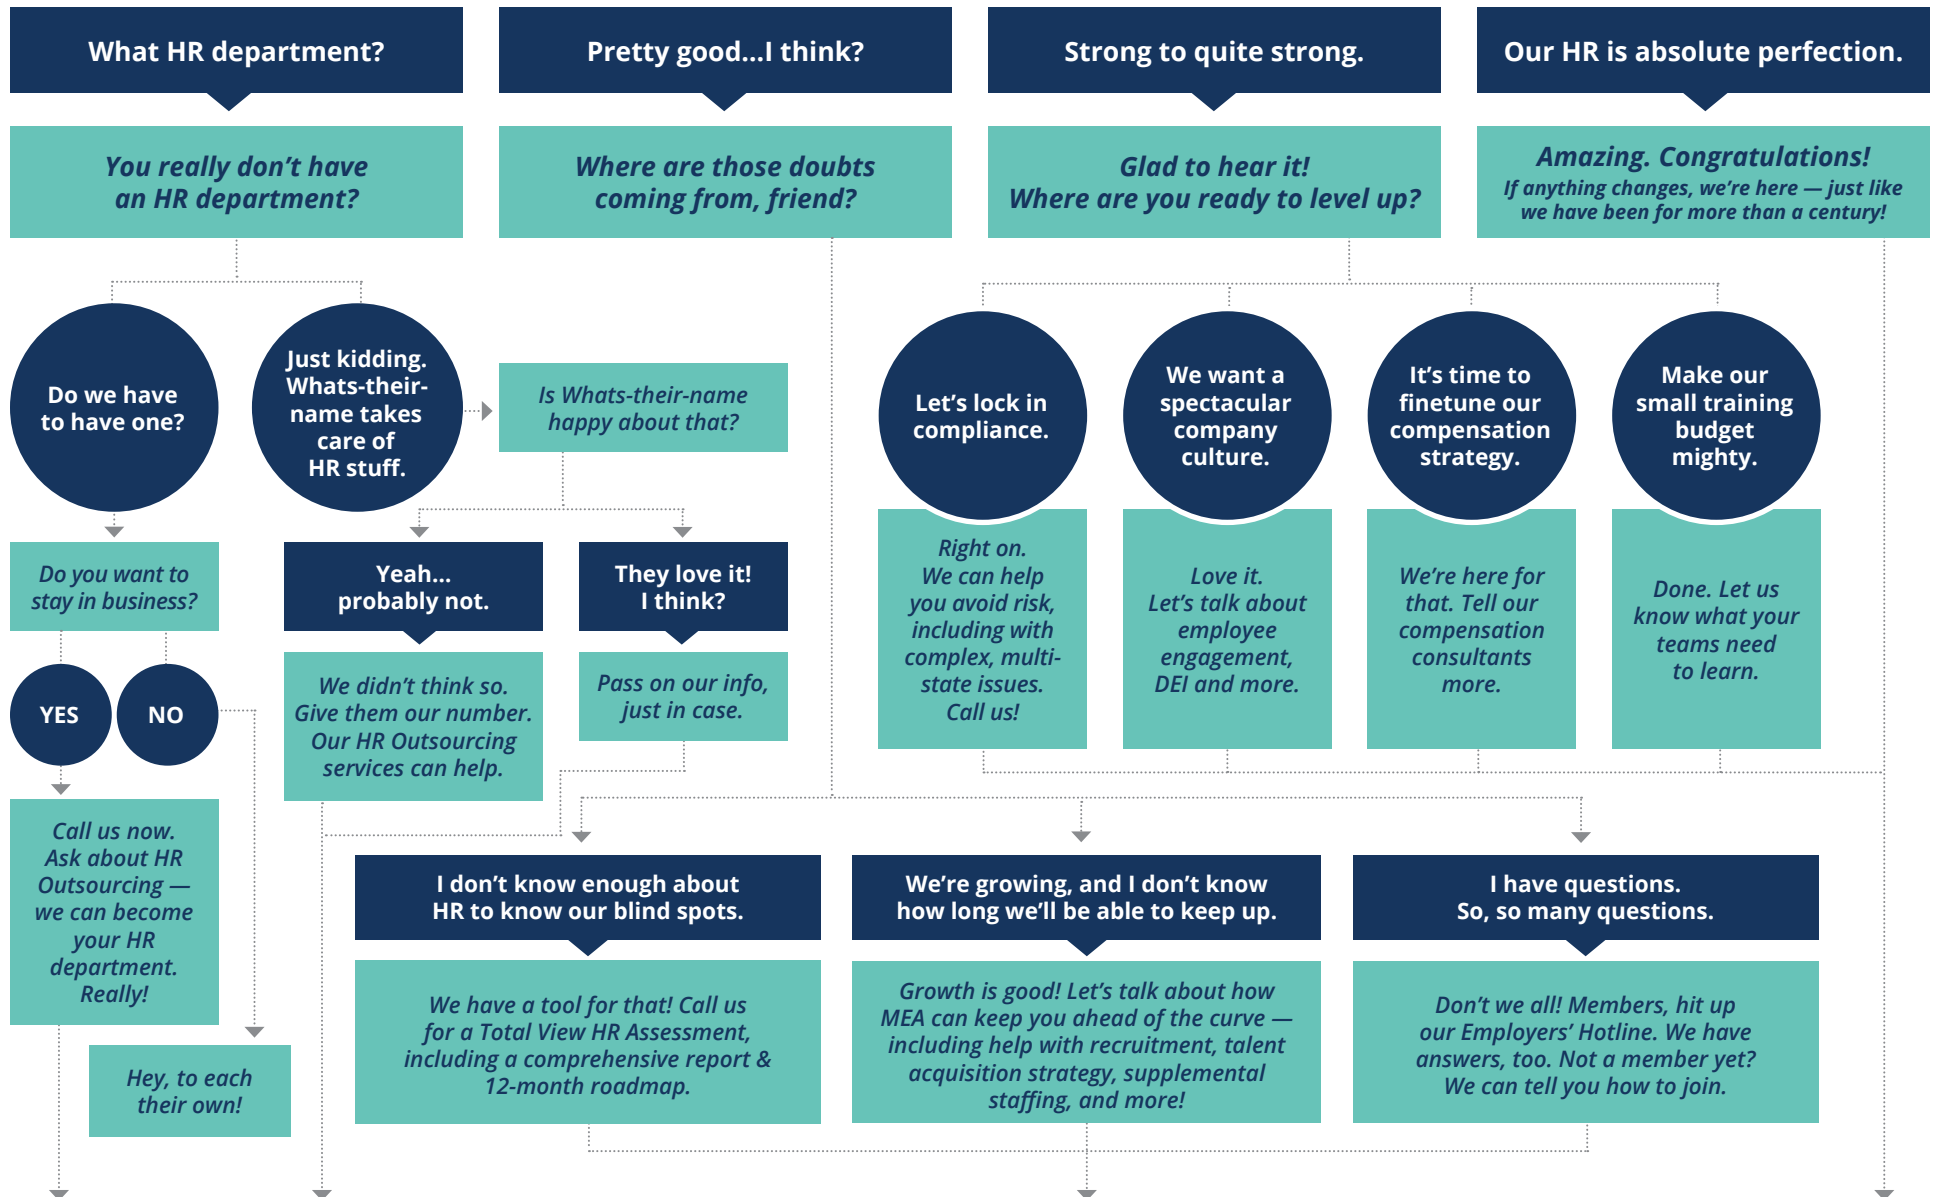 What HR department?
Pretty good...I think?
Strong to quite strong.
Our HR is absolute perfection.
You really don’t have
an HR department?
Where are those doubts
coming from, friend?
Glad to hear it!
Where are you ready to level up?
Amazing. Congratulations!
If anything changes, we’re here — just like
we have been for more than a century!
Do we have
to have one?
Just kidding.
Whats-their-
name takes
care of
HR stuff.
Is Whats-their-name
happy about that?
Let’s lock in
compliance.
We want a
spectacular
company
culture.
It’s time to
finetune our
compensation
strategy.
Make our
small training
budget
mighty.
Do you want to
stay in business?
Yeah...
probably not.
They love it!
I think?
Right on.
We can help
you avoid risk,
including with
complex, multi-
state issues.
Call us!
Love it.
Let’s talk about
employee
engagement,
DEI and more.
We’re here for
that. Tell our
compensation
consultants
more.
Done. Let us
know what your
teams need
to learn.
YES
NO
We didn’t think so.
Give them our number.
Our HR Outsourcing
services can help.
Pass on our info,
just in case.
Call us now.
Ask about HR
Outsourcing —
we can become
your HR
department.
Really!
Hey, to each
their own!
I don’t know enough about
HR to know our blind spots.
We’re growing, and I don’t know
how long we’ll be able to keep up.
I have questions.
So, so many questions.
We have a tool for that! Call us
for a Total View HR Assessment,
including a comprehensive report &
12-month roadmap.
Growth is good! Let’s talk about how
MEA can keep you ahead of the curve —
including help with recruitment, talent
acquisition strategy, supplemental
staffing, and more!
Don’t we all! Members, hit up
our Employers’ Hotline. We have
answers, too. Not a member yet?
We can tell you how to join.